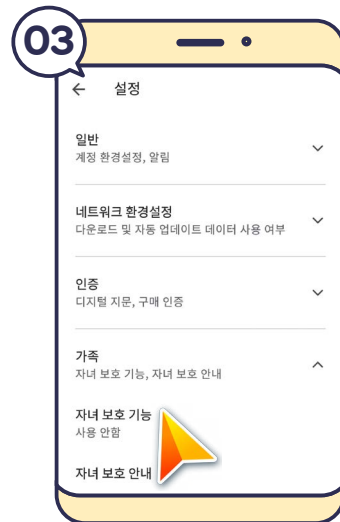 03
설정
일반
계정 환경설정, 알림
네트워크 환경설정
다운로드 및 자동 업데이트 데이터 사용 여부
인증
디지털 지문, 구매 인증
가족
자녀 보호 기능, 자녀 보호 안내
자녀 보호 기능
사용 안함
자녀 보호 안내